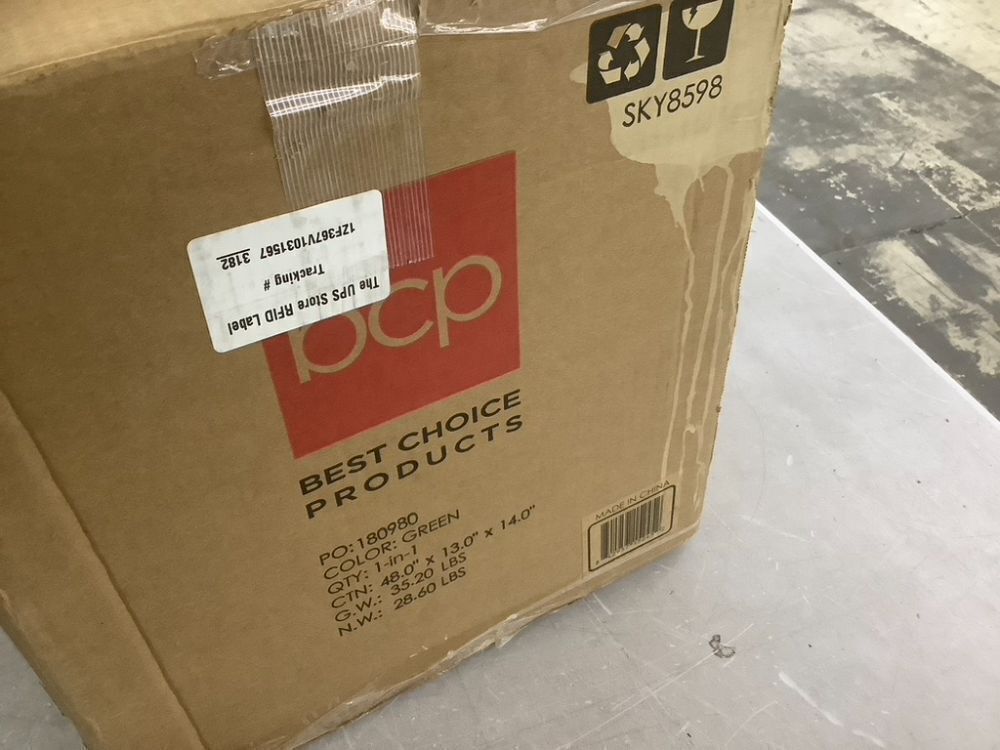 SKY8598
The UPS Store RFID Label
Tracking #
1ZF367V1031567 3182
bcp
BEST CHOICE
PRODUCTS
PO: 180980
COLOR: GREEN
QTY: 1-in-1
CTN: 48.0" x 13.0" x 14.0"
G.W.: 35.20 LBS
N.W.: 28.60 LBS
MADE IN CHINA